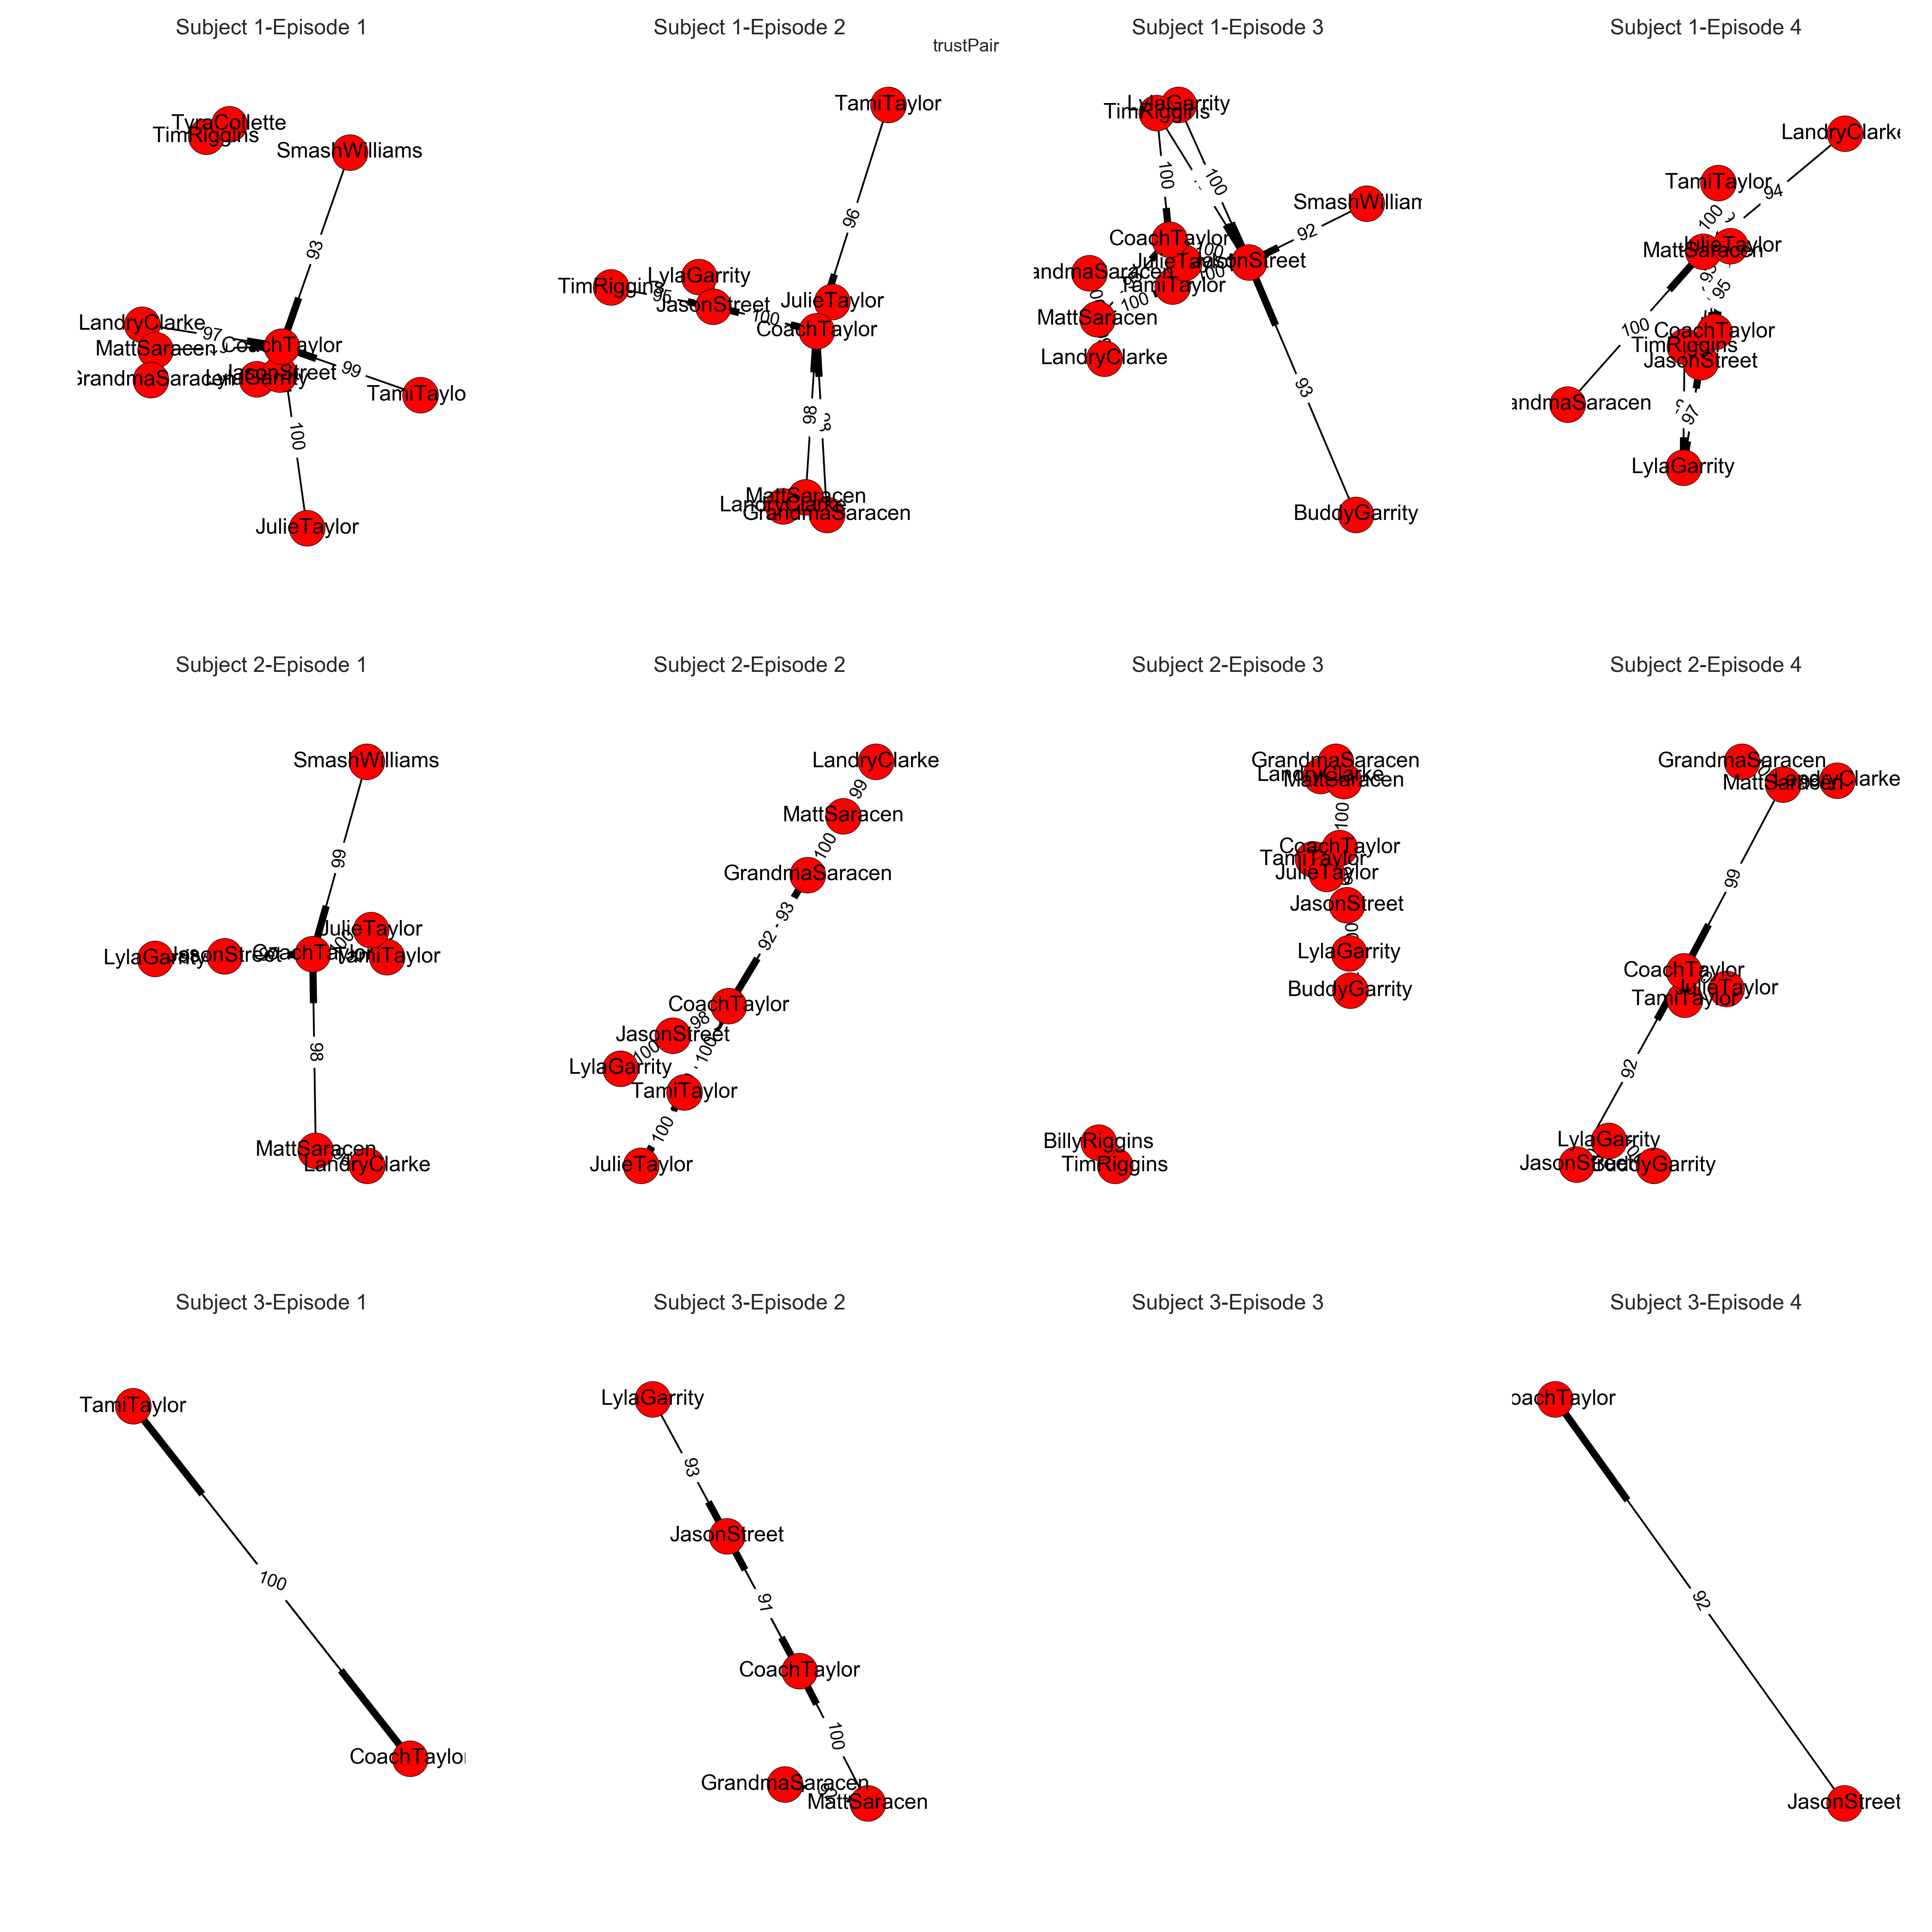 Subject 1-Episode 1
Subject 1-Episode 2
Subject 1-Episode 3
Subject 1-Episode 4
trustPair
TyraCollette
TimRiggins
SmashWilliams
93
LandryClarke
97
MattSaracen
CoachTaylor
GrandmaSaracen
LylaGarrity
JasonStreet
99
TamiTaylo
100
JulieTaylor
TamiTaylor
96
LylaGarrity
TimRiggins
95
JasonStreet
100
JulieTaylor
CoachTaylor
98
MattSaracen
LandryClarke
GrandmaSaracen
LylaGarrity
TimRiggins
100
100
SmashWilliam
92
CoachTaylor
100
JulieTaylor
JasonStreet
andmaSaracen
100
TamiTaylor
100
MattSaracen
LandryClarke
93
BuddyGarrity
LandryClarke
94
TamiTaylor
100
JulieTaylor
MattSaracen
93
95
100
CoachTaylor
TimRiggins
JasonStreet
andmaSaracen
97
LylaGarrity
Subject 2-Episode 1
Subject 2-Episode 2
Subject 2-Episode 3
Subject 2-Episode 4
SmashWilliams
99
JulieTaylor
100
LylaGarrity
JasonStreet
CoachTaylor
TamiTaylor
98
MattSaracen
LandryClarke
LandryClarke
99
MattSaracen
100
GrandmaSaracen
93
92
CoachTaylor
98
JasonStreet
100
LylaGarrity
100
TamiTaylor
100
JulieTaylor
GrandmaSaracen
LandryClarke
MattSaracen
100
CoachTaylor
TamiTaylor
JulieTaylor
JasonStreet
LylaGarrity
BuddyGarrity
BillyRiggins
TimRiggins
GrandmaSaracen
MattSaracen
LandryClarke
99
CoachTaylor
JulieTaylor
TamiTaylor
92
LylaGarrity
JasonStreet
BuddyGarrity
Subject 3-Episode 1
Subject 3-Episode 2
Subject 3-Episode 3
Subject 3-Episode 4
TamiTaylor
100
CoachTaylo
LylaGarrity
93
JasonStreet
91
CoachTaylor
100
GrandmaSaracen
MattSaracen
oachTaylor
92
JasonStreet